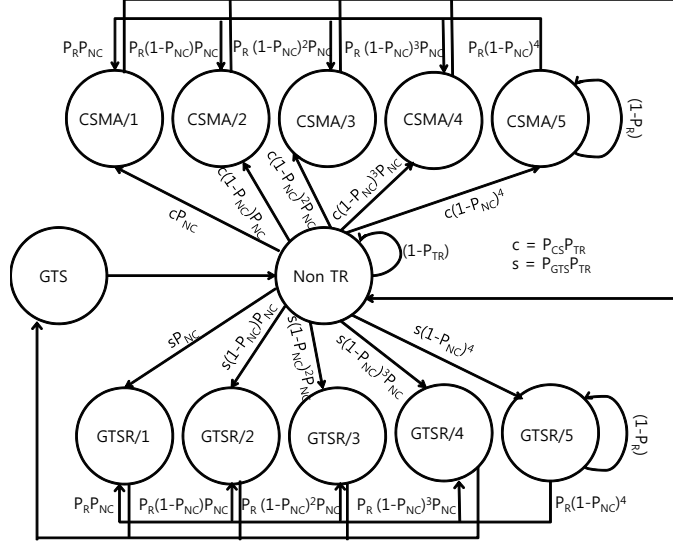 P_RP_NC P_R(1-P_NC)P_NC P_R (1-P_NC)²P_NC P_R (1-P_NC)³P_NC P_R(1-P_NC)⁴
CSMA/1 CSMA/2 CSMA/3 CSMA/4 CSMA/5 (1-P_R)
cP_NC c(1-P_NC)P_NC c(1-P_NC)²P_NC c(1-P_NC)³P_NC c(1-P_NC)⁴
GTS Non TR (1-P_TR)
c = P_CSP_TR
s = P_GTSP_TR
sP_NC s(1-P_NC)P_NC s(1-P_NC)²P_NC s(1-P_NC)³P_NC s(1-P_NC)⁴
GTSR/1 GTSR/2 GTSR/3 GTSR/4 GTSR/5 (1-P_R)
P_RP_NC P_R(1-P_NC)P_NC P_R (1-P_NC)²P_NC P_R (1-P_NC)³P_NC P_R(1-P_NC)⁴